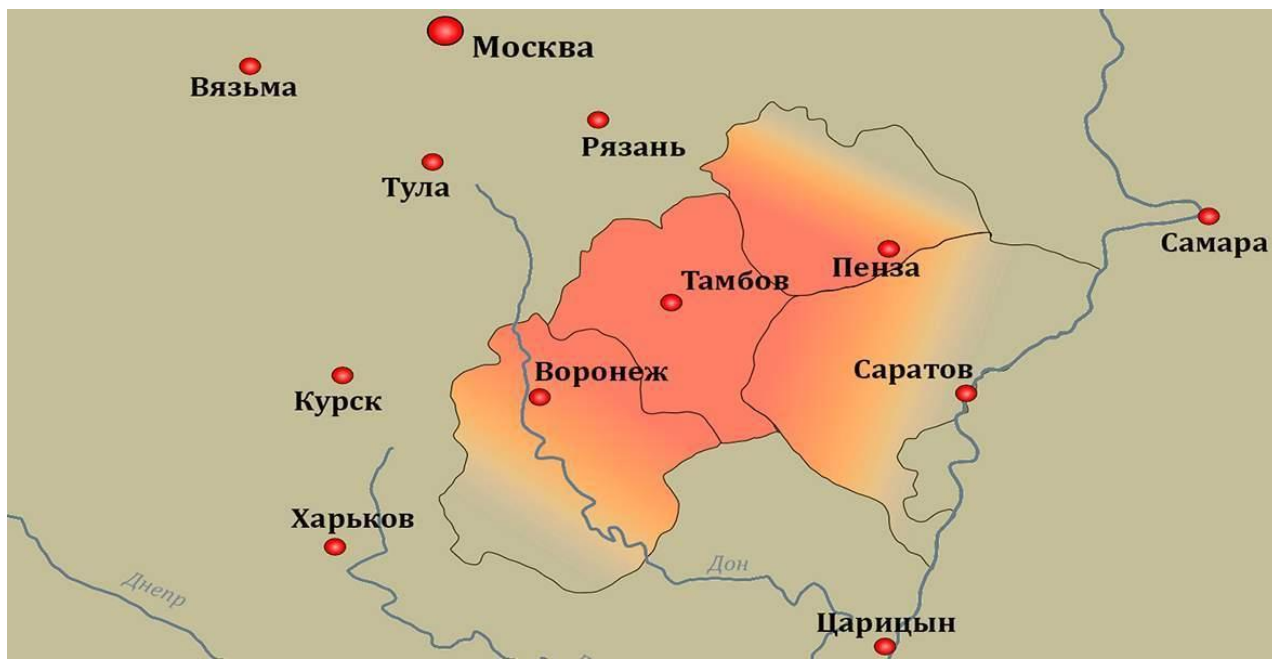 Москва
Вязьма
Рязань
Тула
Самара
Пенза
Тамбов
Воронеж
Саратов
Курск
Харьков
Дон
Днепр
Царицын